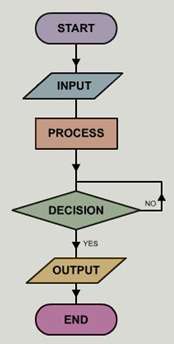 START
INPUT
PROCESS
DECISION
NO
YES
OUTPUT
END